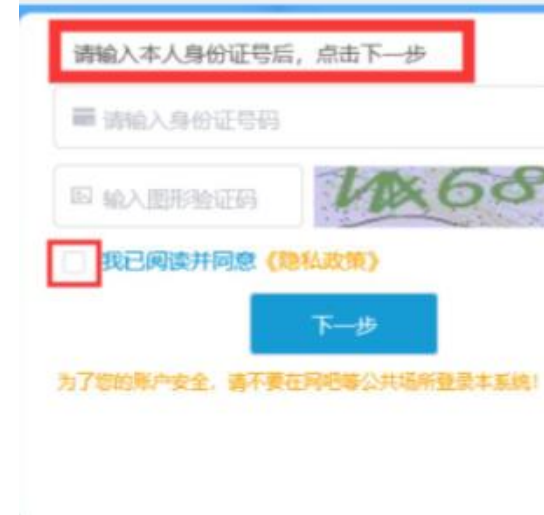 请输入本人身份证号后，点击下一步
请输入身份证号码
输入图形验证码
我已阅读并同意《隐私政策》
下一步
为了您的账户安全，请不要在网吧等公共场所登录本系统！